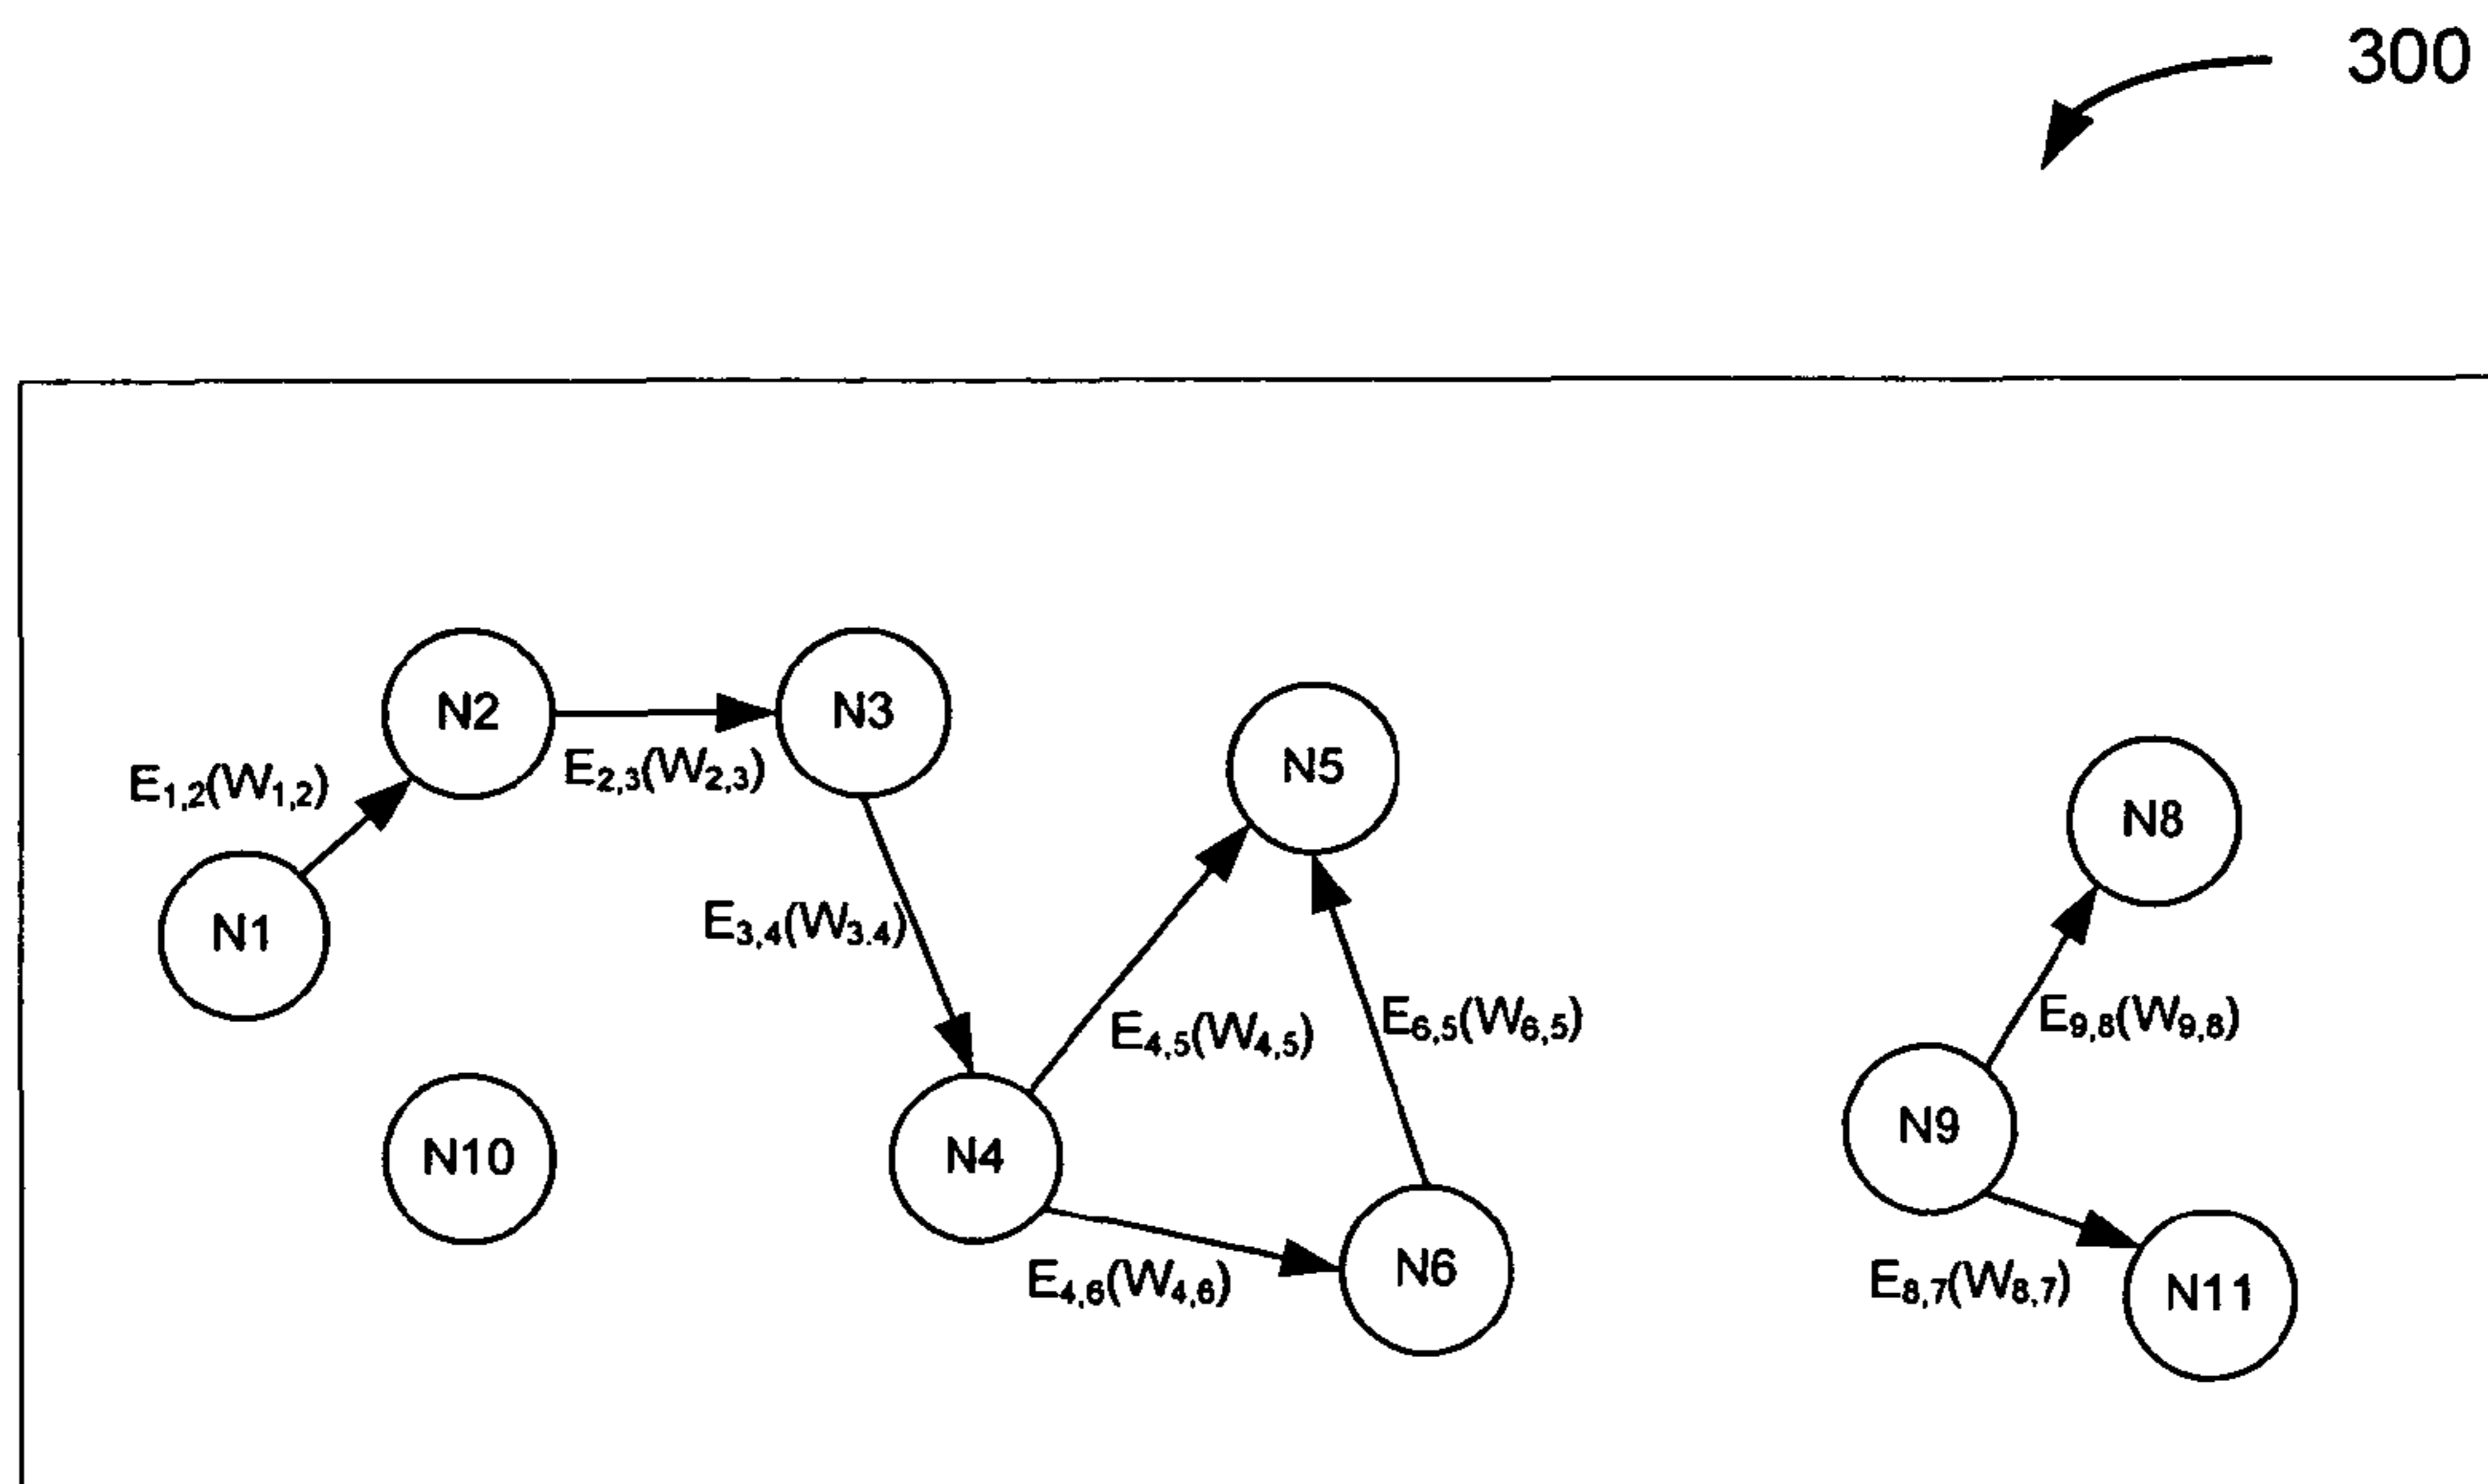 300
N2
N3
N5
N8
E1,2(W1,2)
E2,3(W2,3)
N1
E3,4(W3.4)
E4,5(W4,5)
E6,5(W6,5)
E9,8(W9,8)
N10
N4
N9
E4,6(W4,6)
N6
E8,7(W8,7)
N11